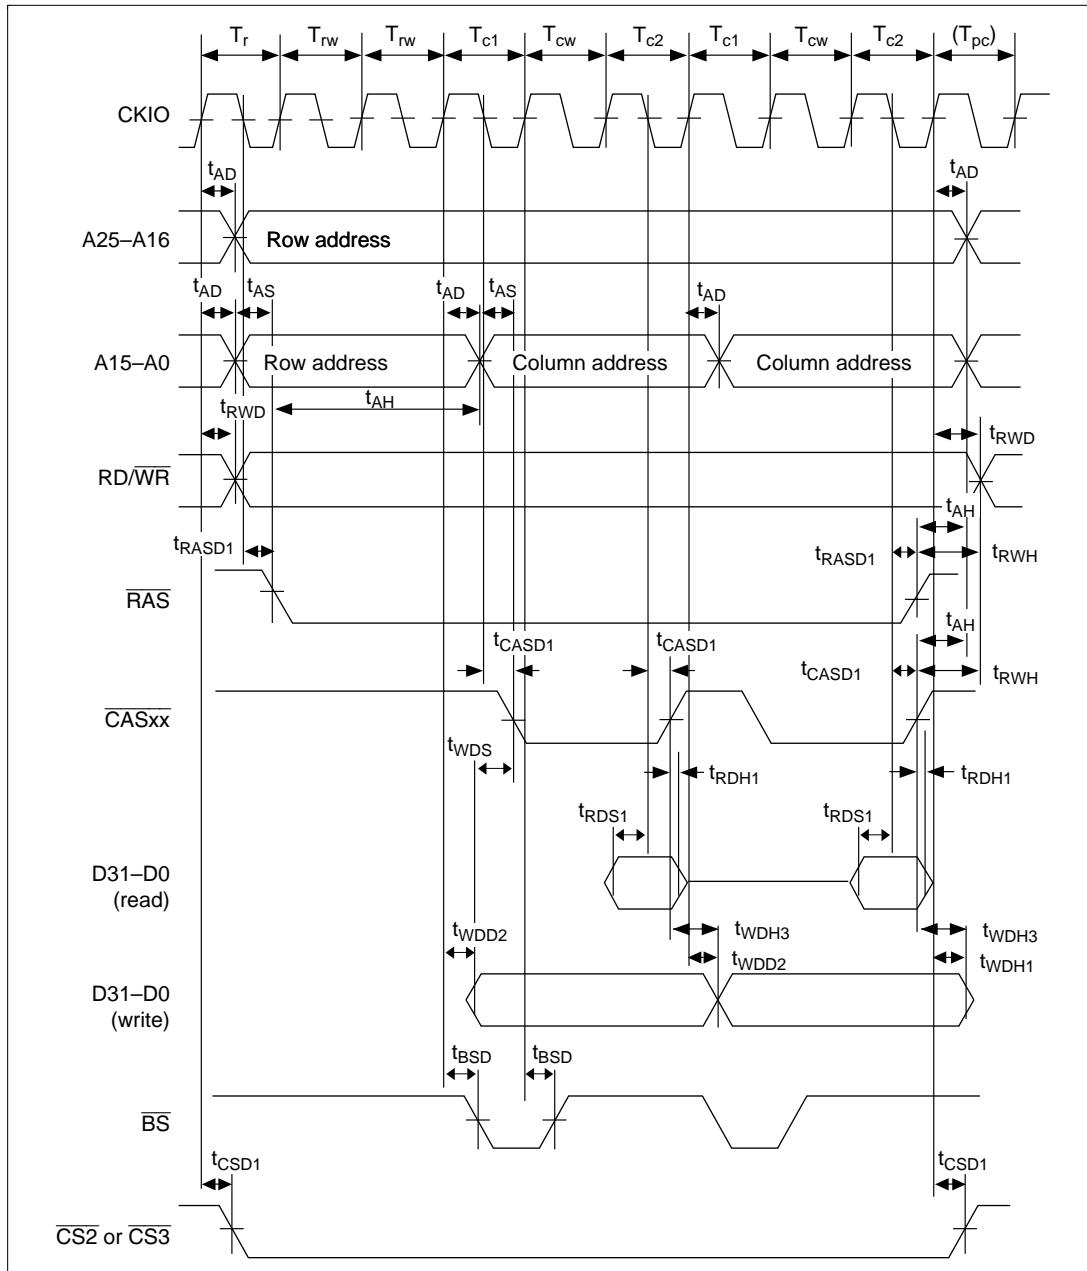 Tr Trw Trw Tc1 Tcw Tc2 Tc1 Tcw Tc2 (Tpc)
CKIO
tAD tAD
A25–A16 Row address
tAD tAS tAD tAS tAD
A15–A0 Row address Column address Column address
tAH
tRWD tRWD
RD/WR
tAH
tRASD1 tRASD1 tRWH
RAS
tAH
tCASD1 tCASD1 tCASD1 tRWH
CASxx
tWDS
tRDH1 tRDH1
tRDS1 tRDS1
D31–D0
(read)
tWDD2 tWDH3 tWDH3
tWDD2 tWDH1
D31–D0
(write)
tBSD tBSD
BS
tCSD1 tCSD1
CS2 or CS3